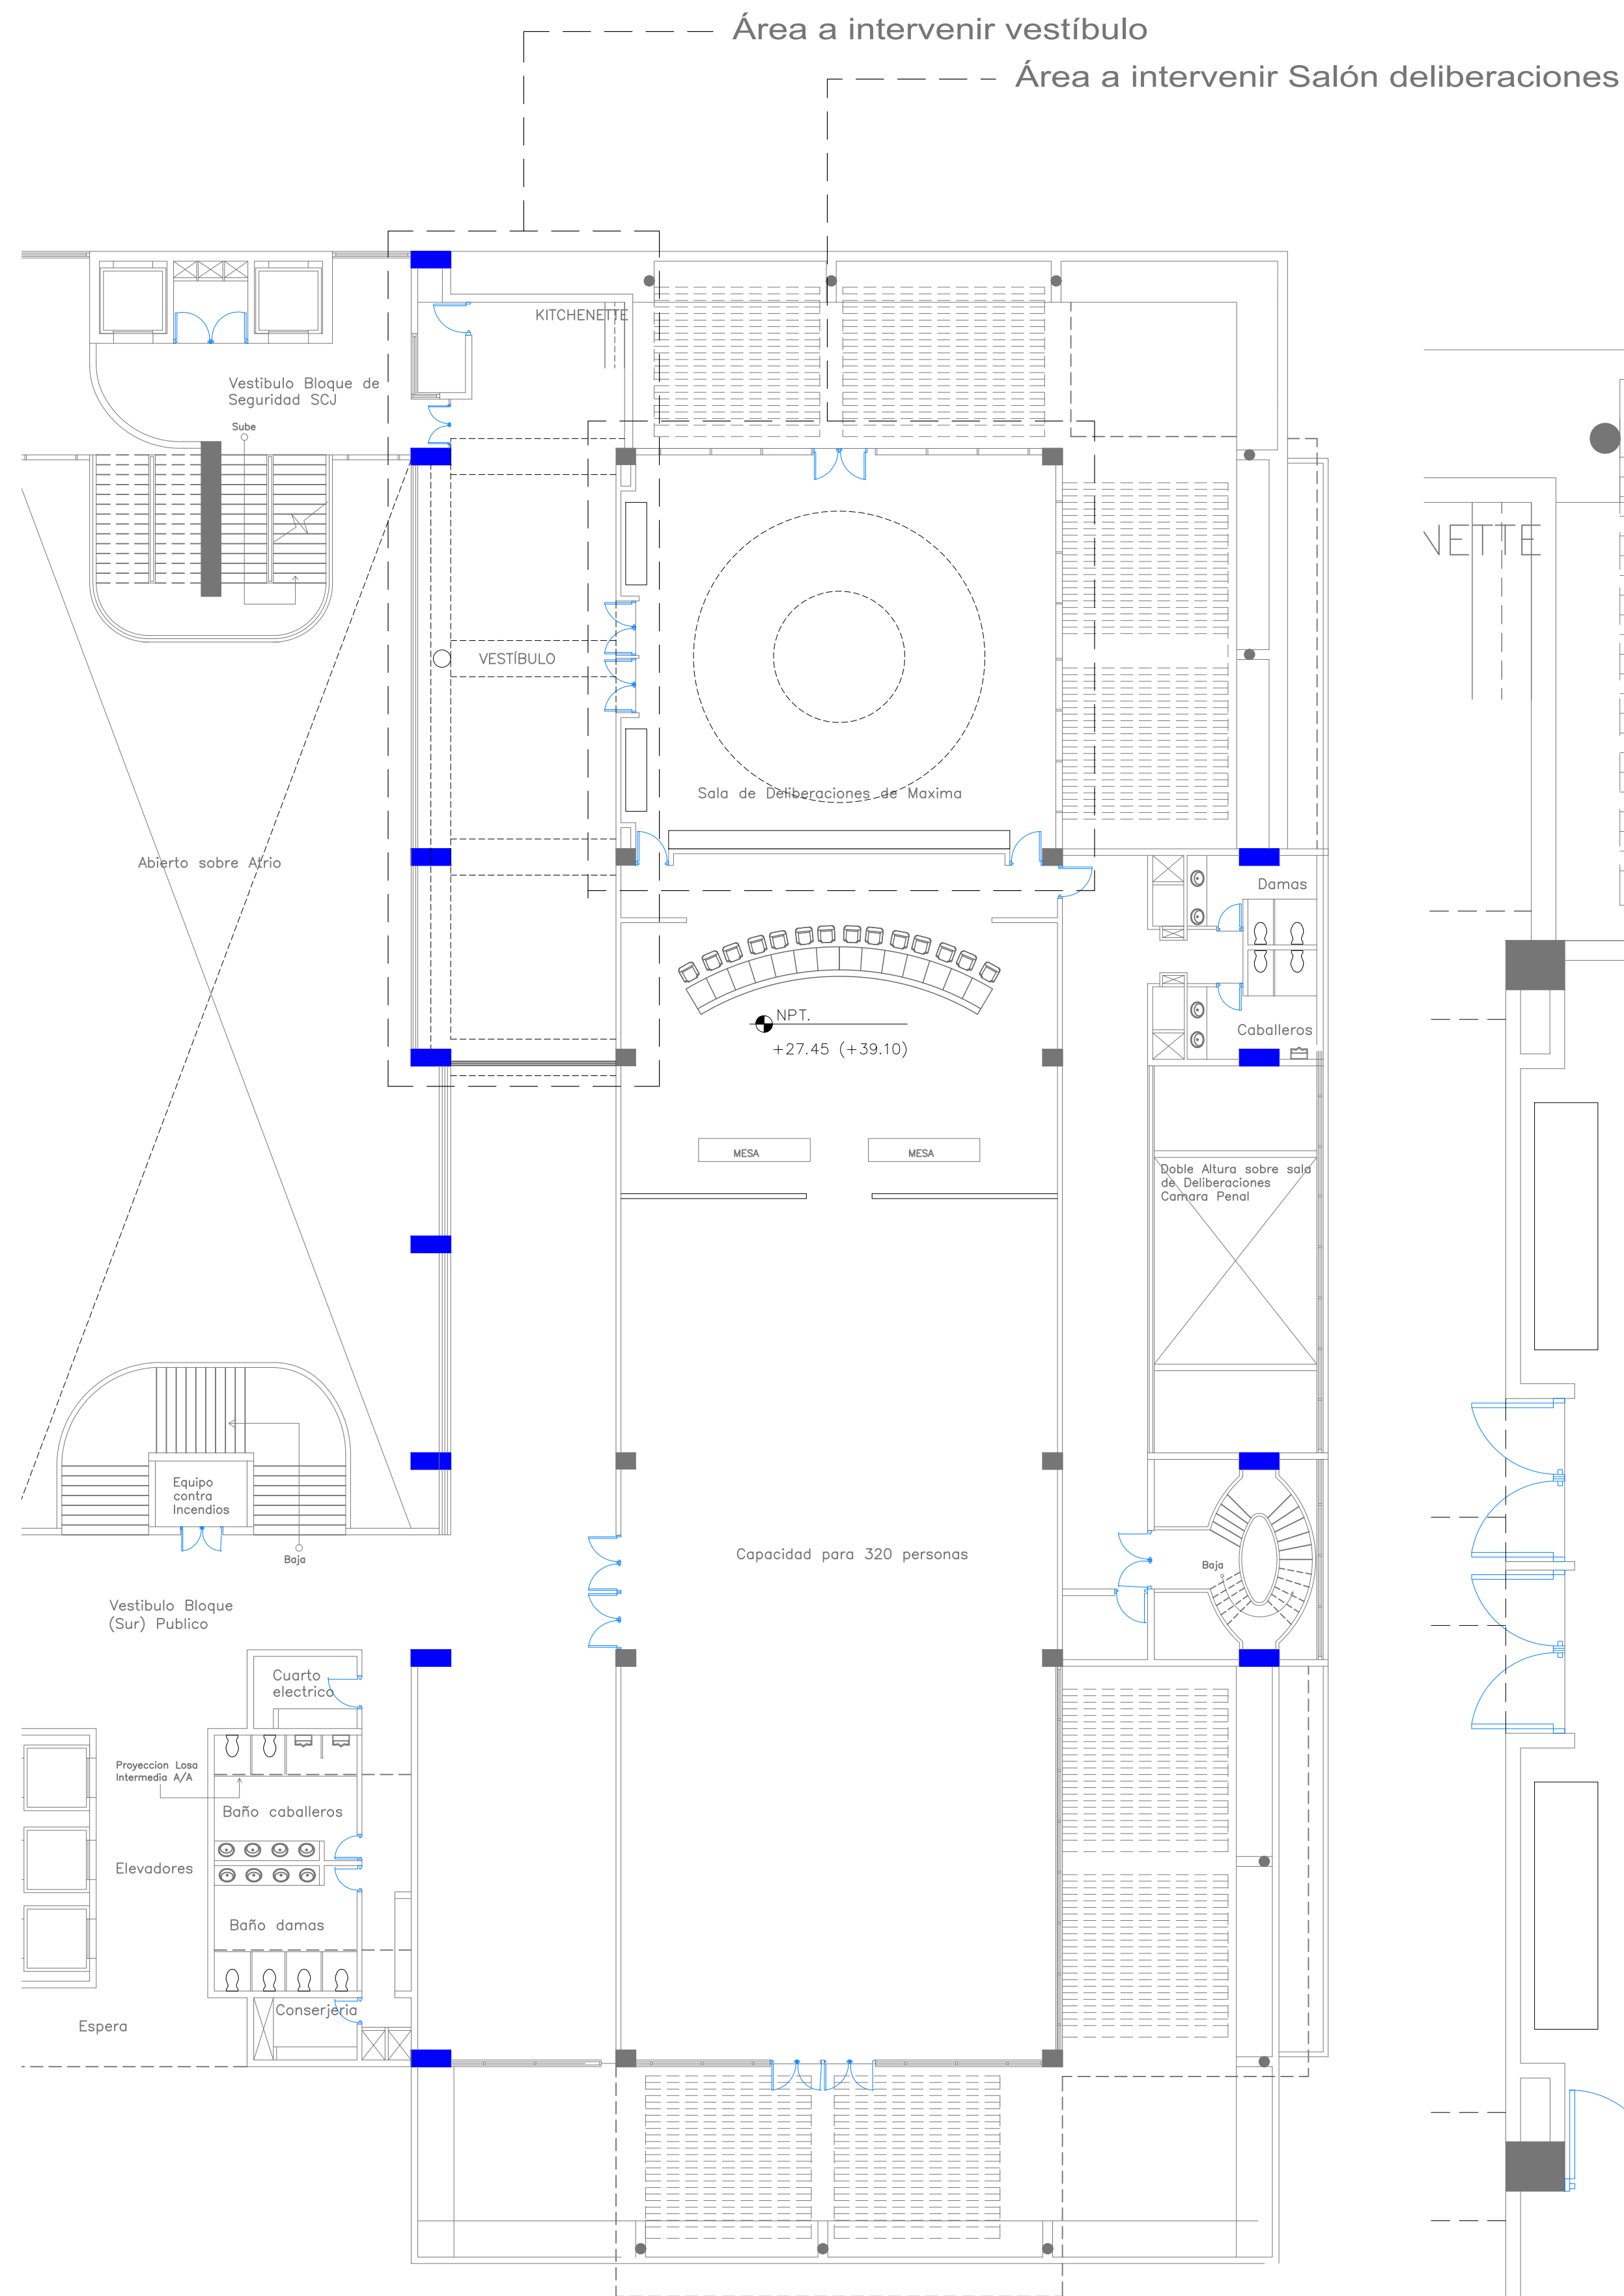 Área a intervenir vestíbulo
Área a intervenir Salón deliberaciones
KITCHENETTE
Vestibulo Bloque de
Seguridad SCJ
Sube
NETTE
VESTÍBULO
Sala de Deliberaciones de Maxima
Abierto sobre Atrio
Damas
NPT.
+27.45 (+39.10)
Caballeros
MESA
MESA
Doble Altura sobre sala
de Deliberaciones
Camara Penal
Equipo
contra
Incendios
Baja
Capacidad para 320 personas
Baja
Vestibulo Bloque
(Sur) Publico
Cuarto
electrico
Proyeccion Losa
Intermedia A/A
Baño caballeros
Elevadores
Baño damas
Conserjeria
Espera